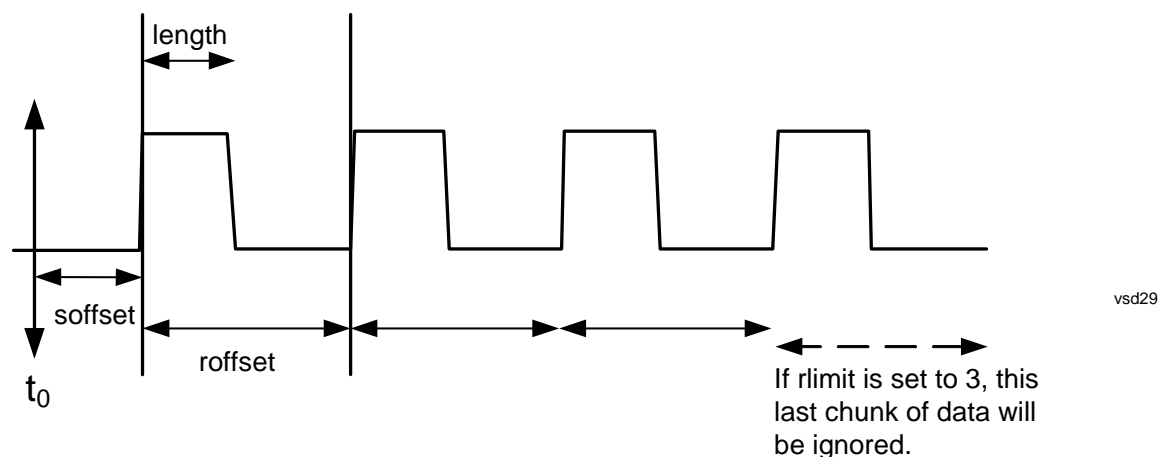 length
soffset
vsd29
roffset
t0
If rlimit is set to 3, this
last chunk of data will
be ignored.